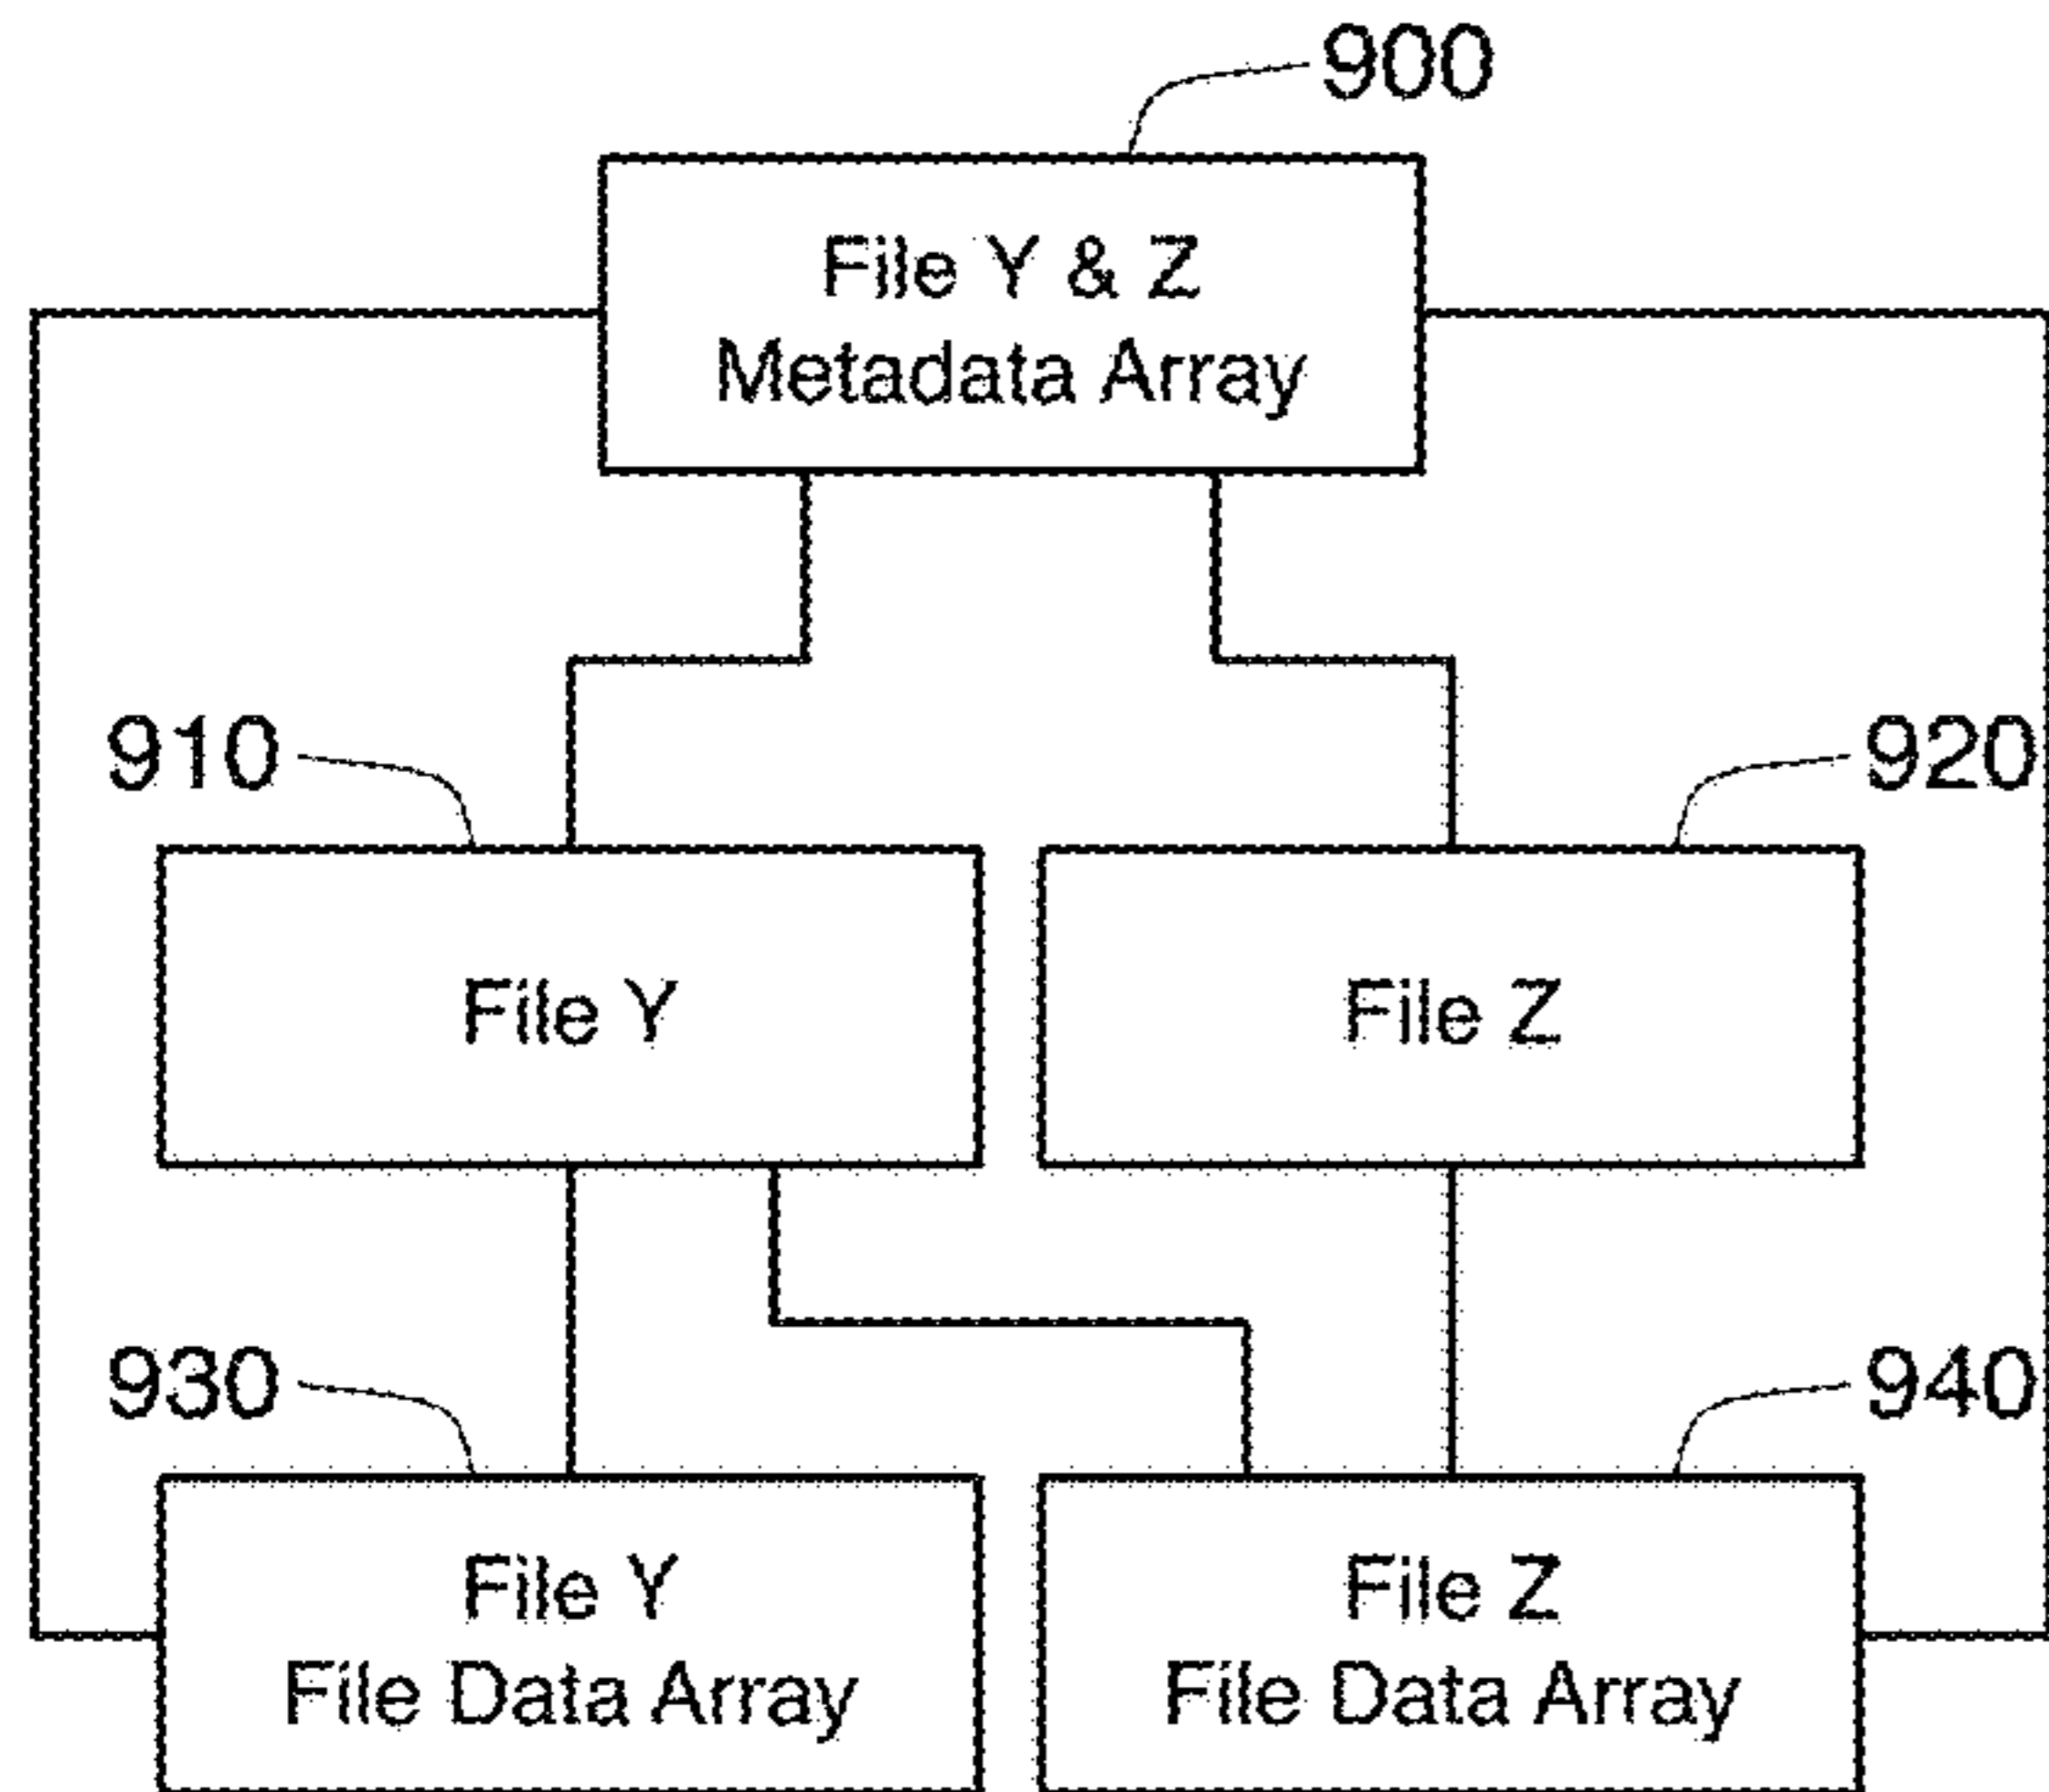 900
File Y & Z
Metadata Array
910
920
File Y
File Z
930
940
File Y
File Data Array
File Z
File Data Array